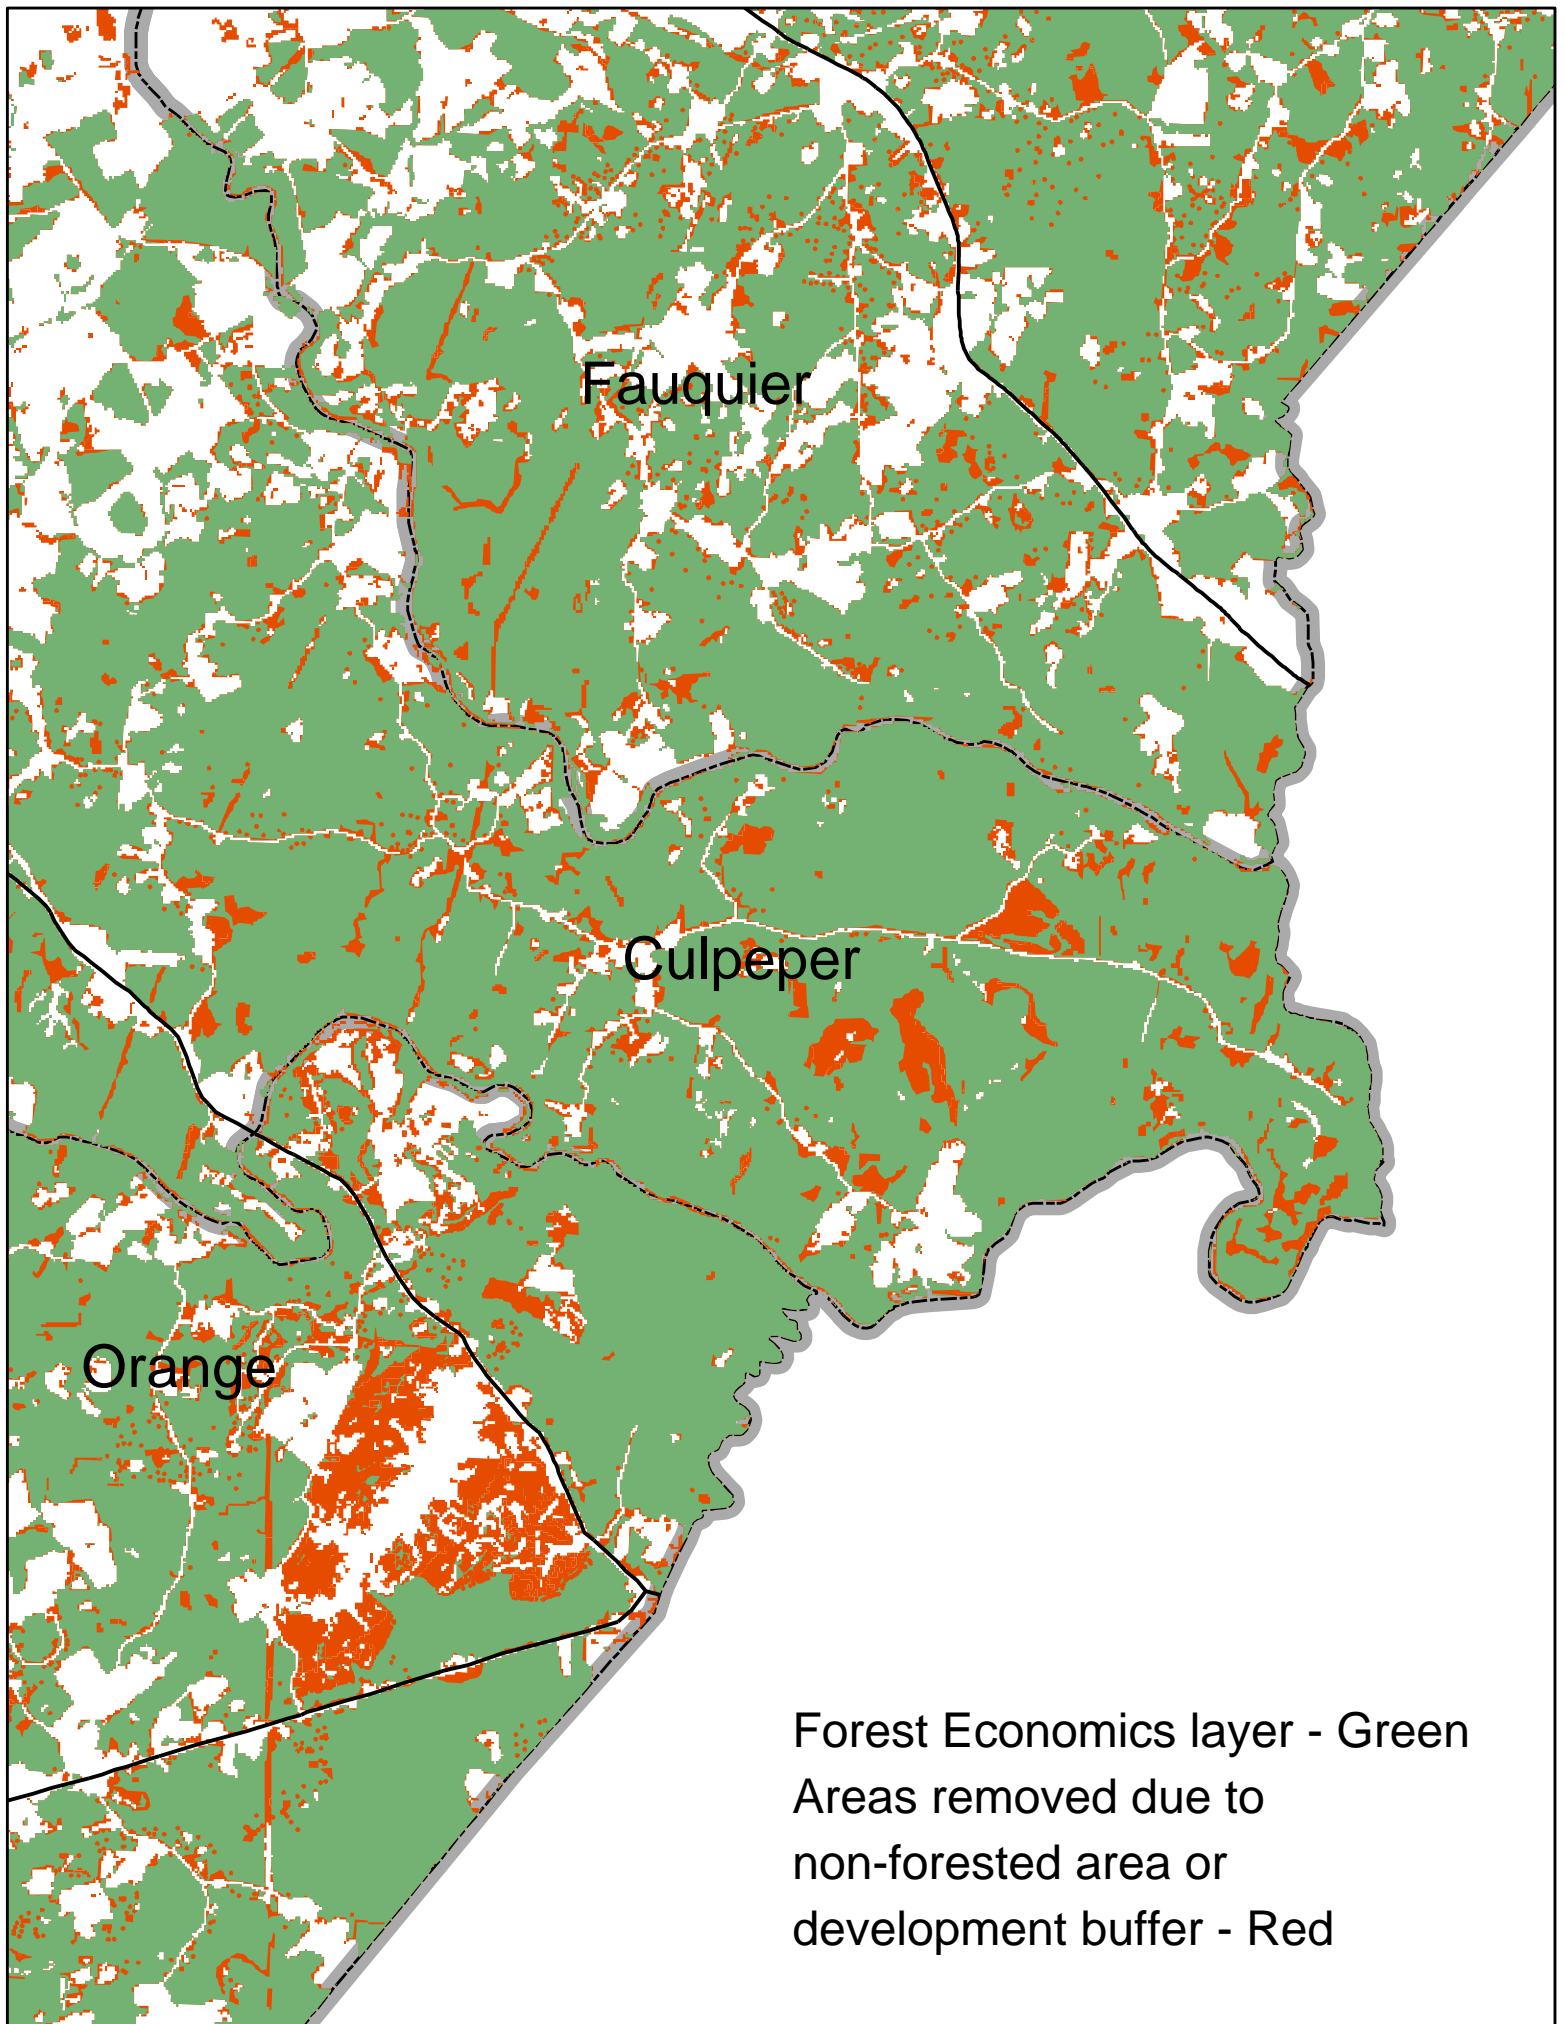 Fauquier
Culpeper
Orange
Forest Economics layer - Green
Areas removed due to
non-forested area or
development buffer - Red